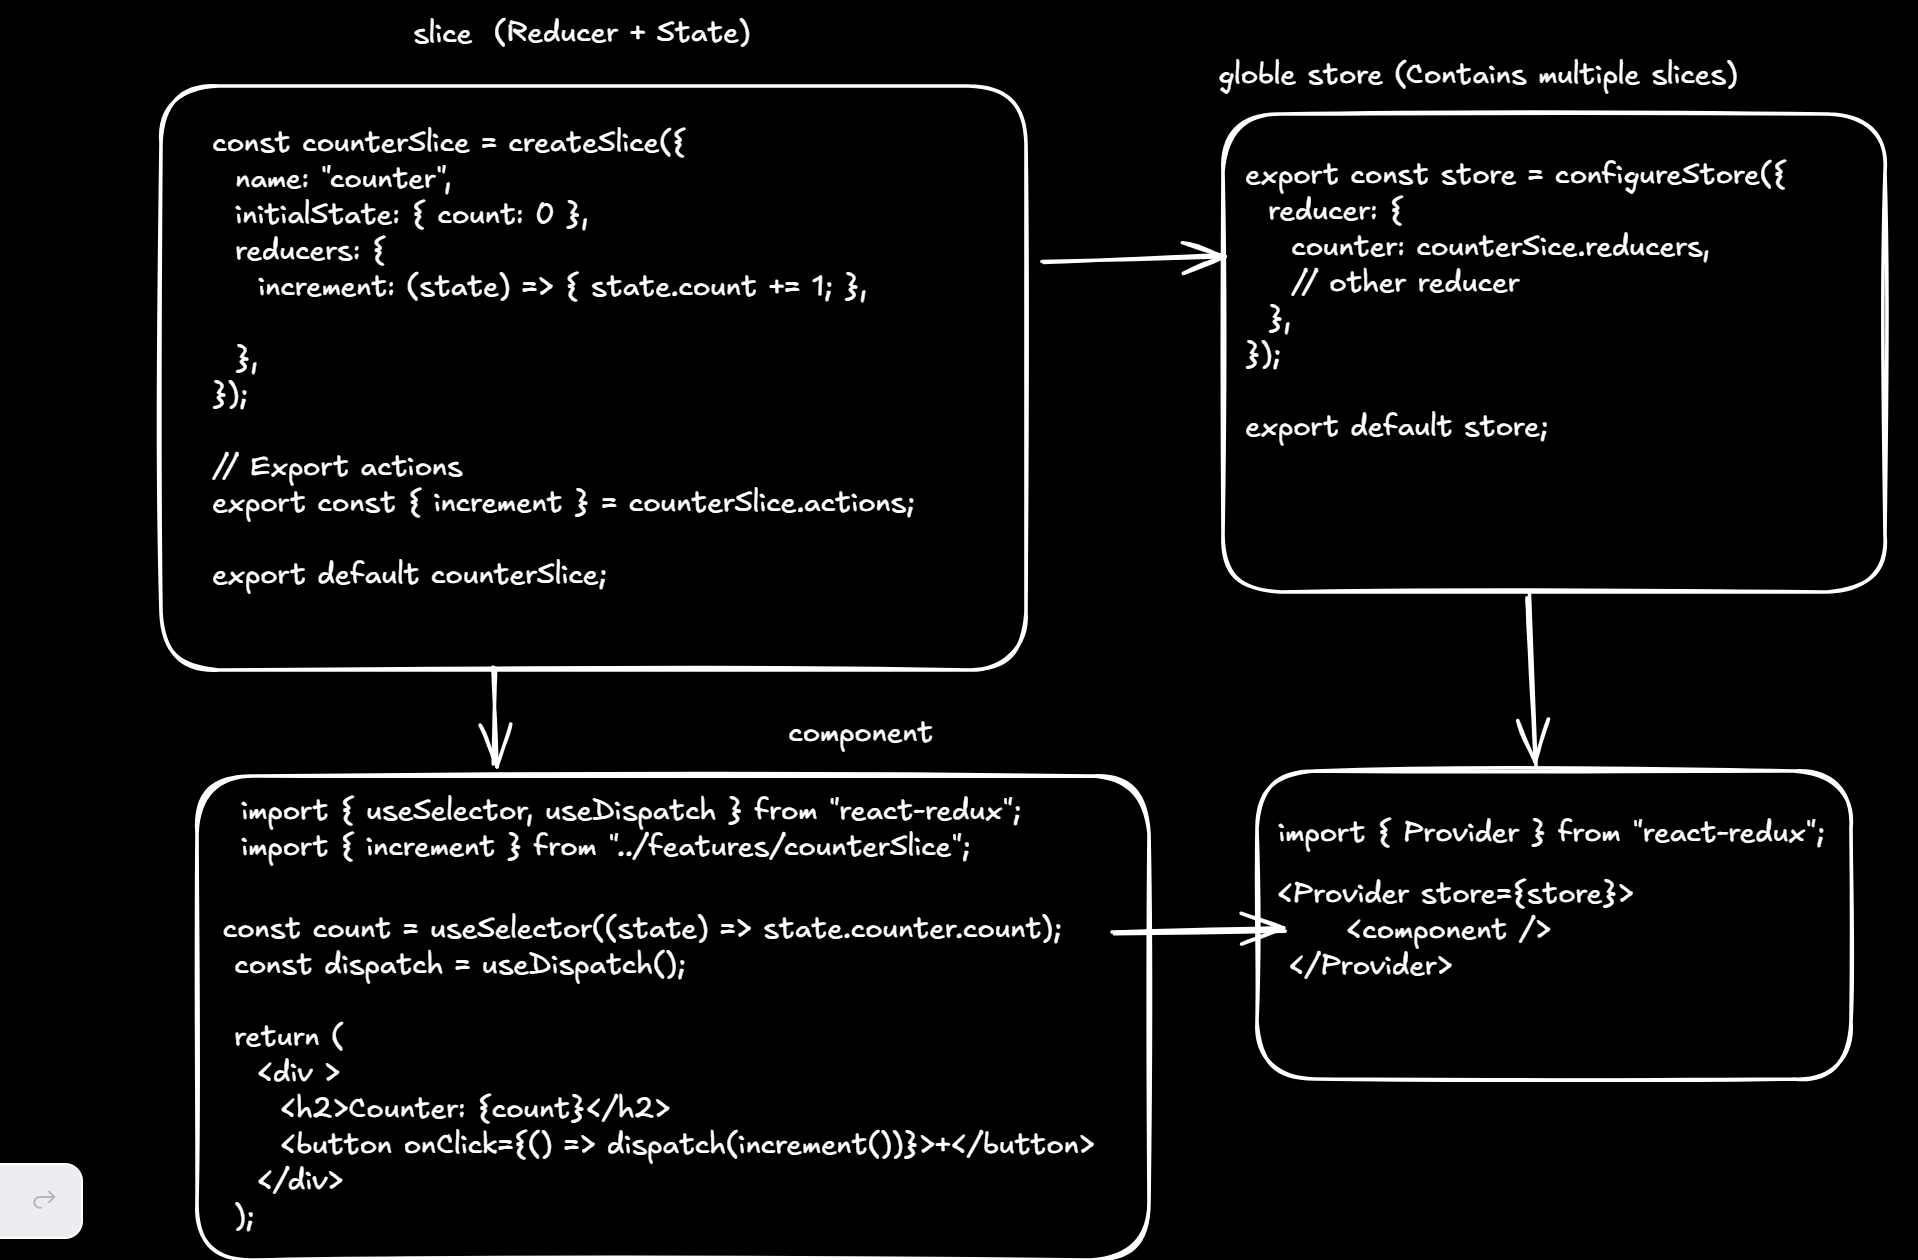 slice (Reducer + State)
const counterSlice = createSlice({
name: "counter",
initialState: { count: 0 },
reducers: {
increment: (state) => { state.count += 1; },
},
});
// Export actions
export const { increment } = counterSlice.actions;
export default counterSlice;
globle store (Contains multiple slices)
export const store = configureStore({
reducer: {
counter: counterSice.reducers,
// other reducer
},
});
export default store;
component
import { useSelector, useDispatch } from "react-redux";
import { increment } from "../features/counterSlice";
const count = useSelector((state) => state.counter.count);
const dispatch = useDispatch();
return (
<div >
<h2>Counter: {count}</h2>
<button onClick={() => dispatch(increment())}>+</button>
</div>
);
import { Provider } from "react-redux";
<Provider store={store}>
<component />
</Provider>